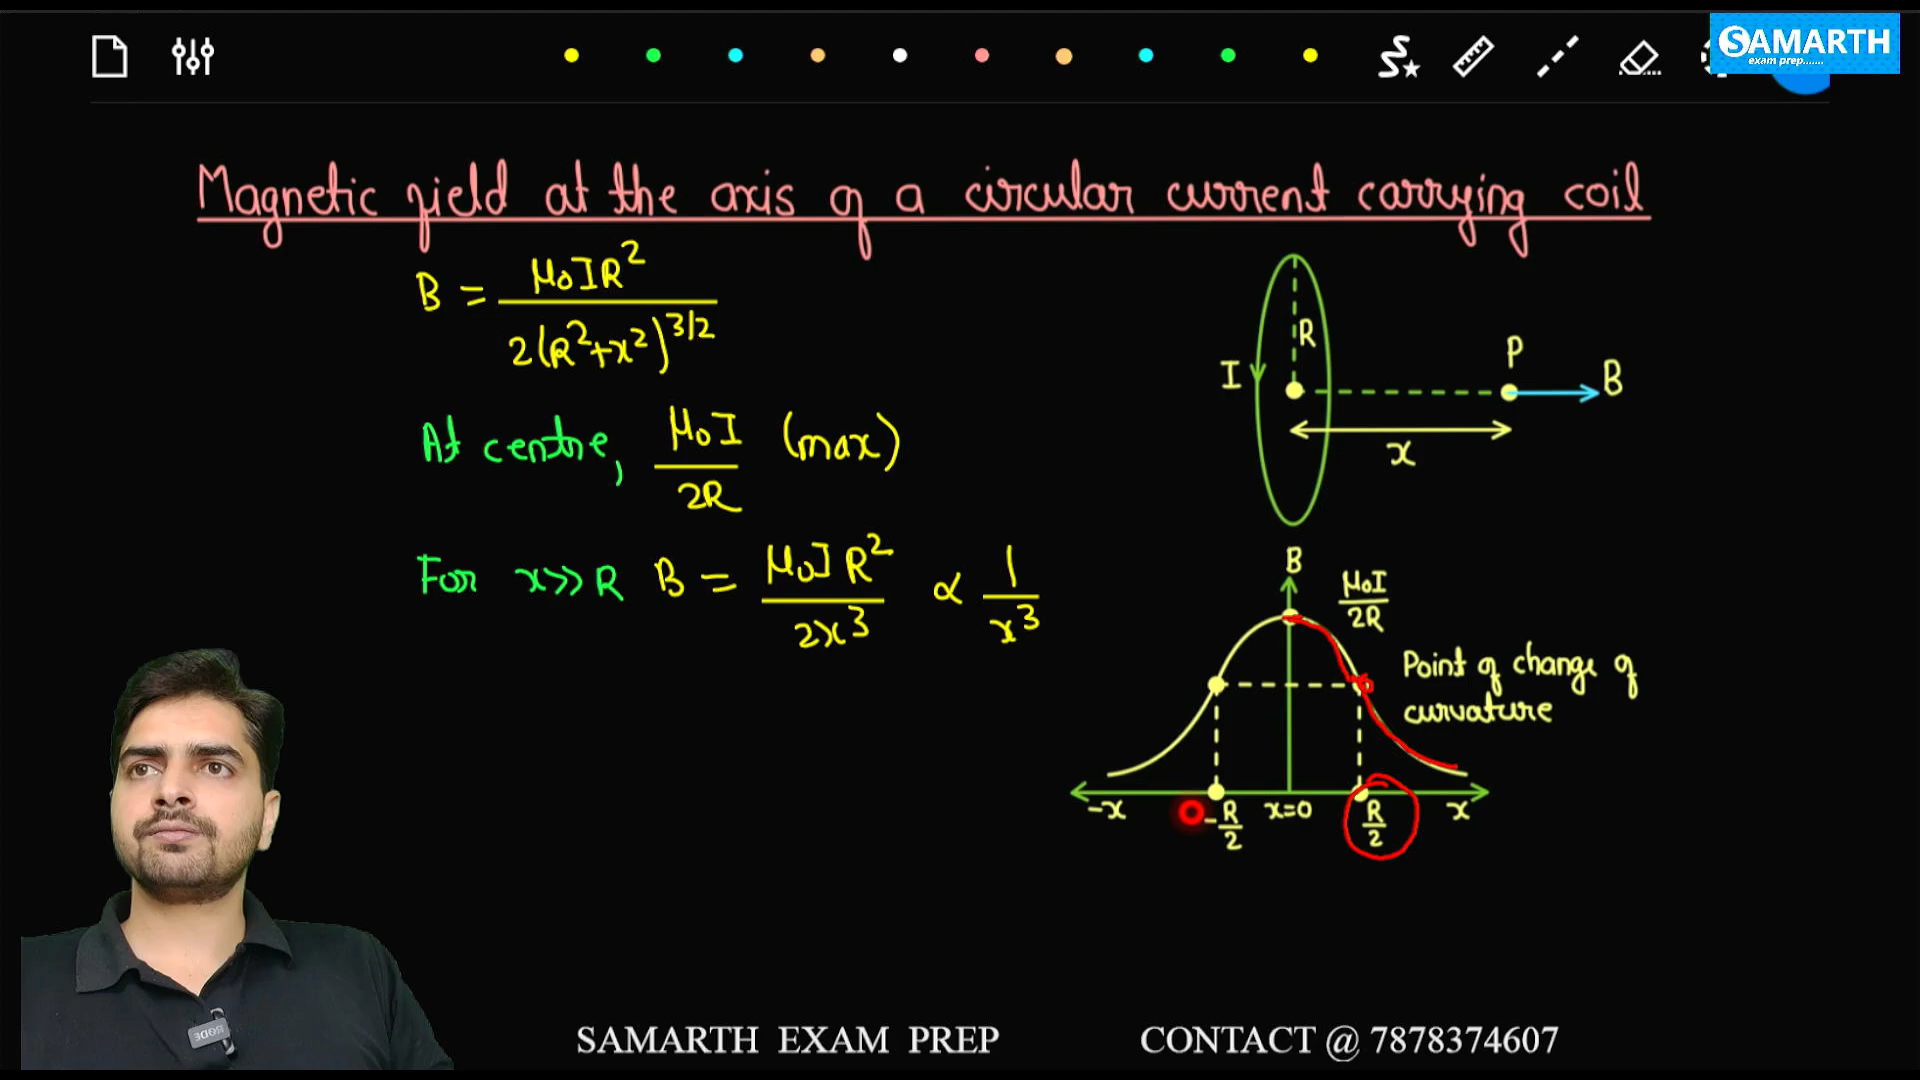 SAMARTH
exam prep.......
Magnetic field at the axis of a circular current carrying coil
B = μ₀IR² / 2(R²+x²)^3/2
At centre, μ₀I / 2R (max)
For x>>R B = μ₀IR² / 2x³ ∝ 1 / x³
R
I
P
B
x
B
μ₀I / 2R
Point of change of
curvature
-x
-R/2
x=0
R/2
x
RODE
SAMARTH EXAM PREP CONTACT @ 7878374607